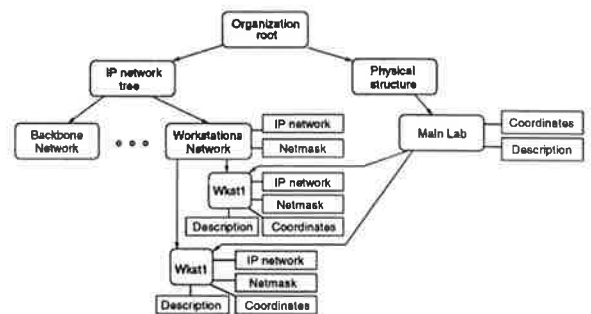 Organization
root
IP network
tree
Physical
structure
Backbone
Network
Workstations
Network
IP network
Netmask
Main Lab
Coordinates
Description
Wkst1
IP network
Netmask
Description
Coordinates
Wkst1
IP network
Netmask
Description
Coordinates